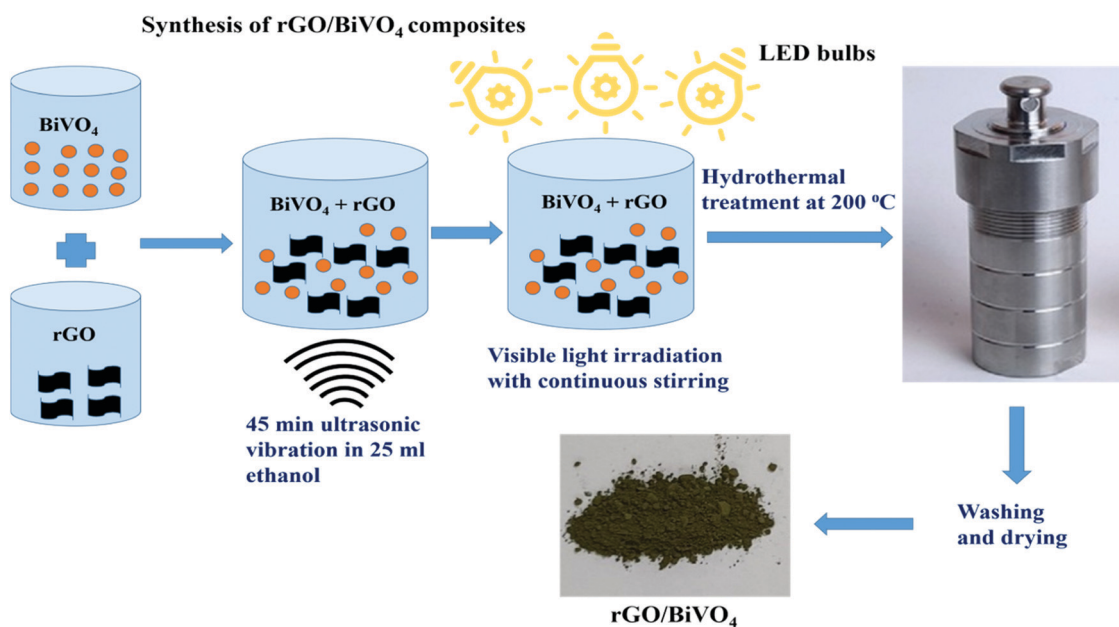 Synthesis of rGO/BiVO₄ composites
LED bulbs
BiVO₄
rGO
BiVO₄ + rGO
45 min ultrasonic
vibration in 25 ml
ethanol
BiVO₄ + rGO
Visible light irradiation
with continuous stirring
Hydrothermal
treatment at 200 ⁰C
Washing
and drying
rGO/BiVO₄